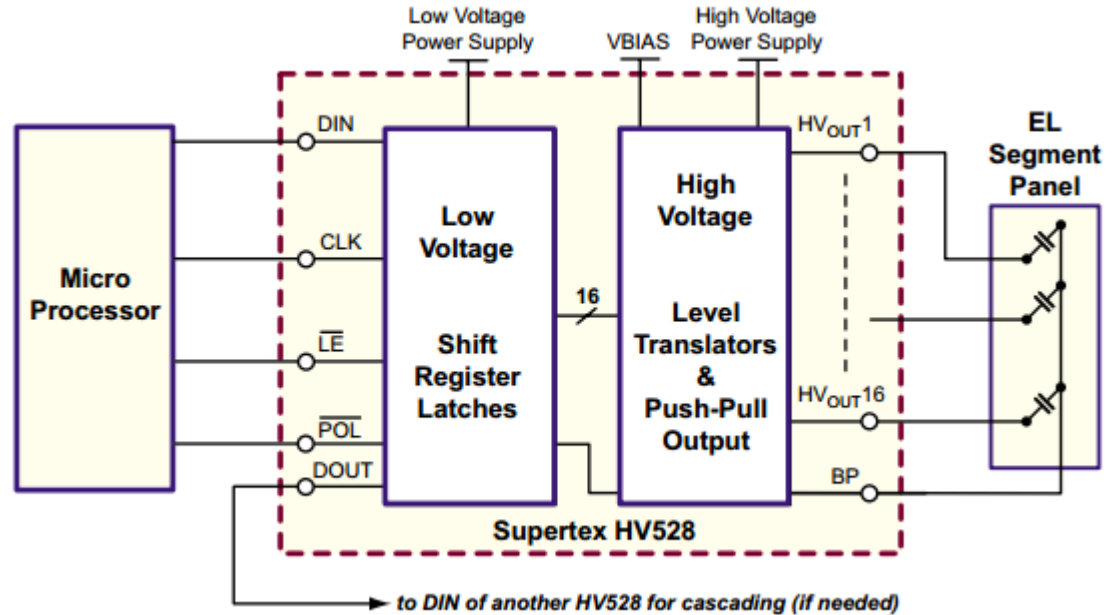 Low Voltage
Power Supply
VBIAS
High Voltage
Power Supply
Micro
Processor
DIN
CLK
LE
POL
DOUT
Low
Voltage
Shift
Register
Latches
16
High
Voltage
Level
Translators
&
Push-Pull
Output
HVOUT1
HVOUT16
BP
EL
Segment
Panel
Supertex HV528
to DIN of another HV528 for cascading (if needed)